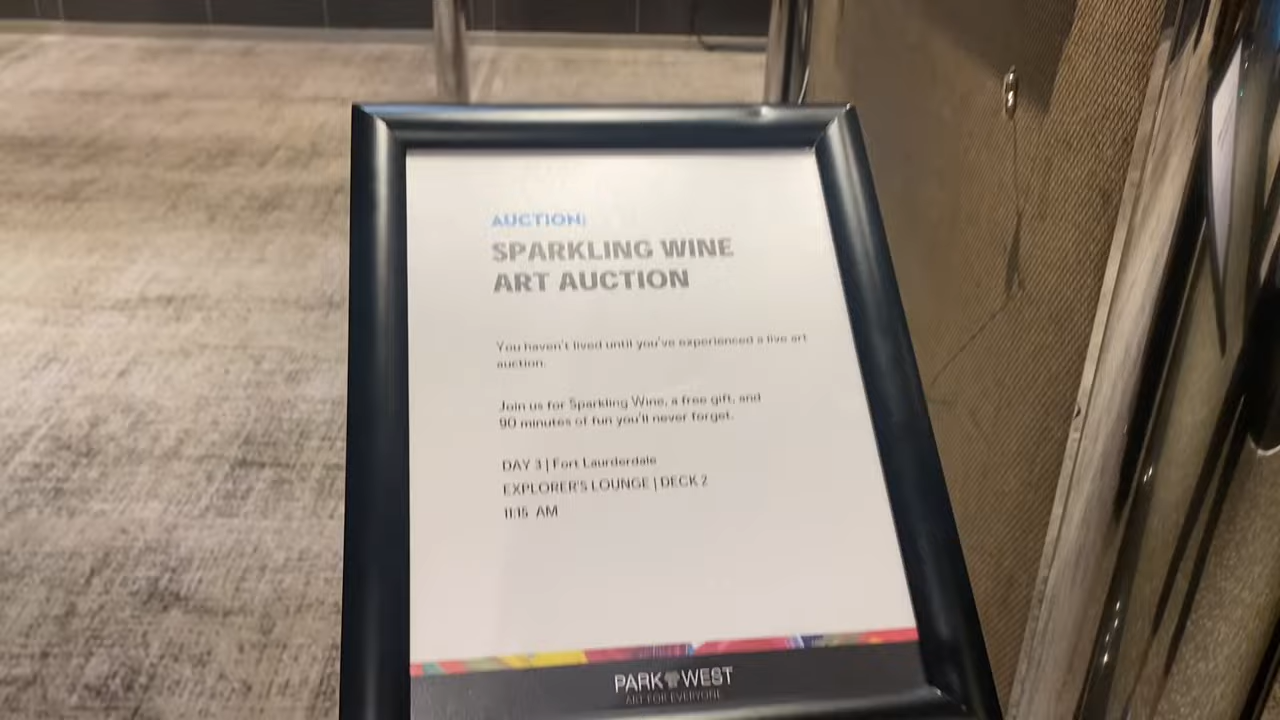 AUCTION:
SPARKLING WINE
ART AUCTION
You haven't lived until you've experienced a live art
auction.
Join us for Sparkling Wine, a free gift, and
90 minutes of fun you'll never forget.
DAY 3 | Fort Lauderdale
EXPLORER'S LOUNGE | DECK 2
11:15 AM
PARK WEST
ART FOR EVERYONE